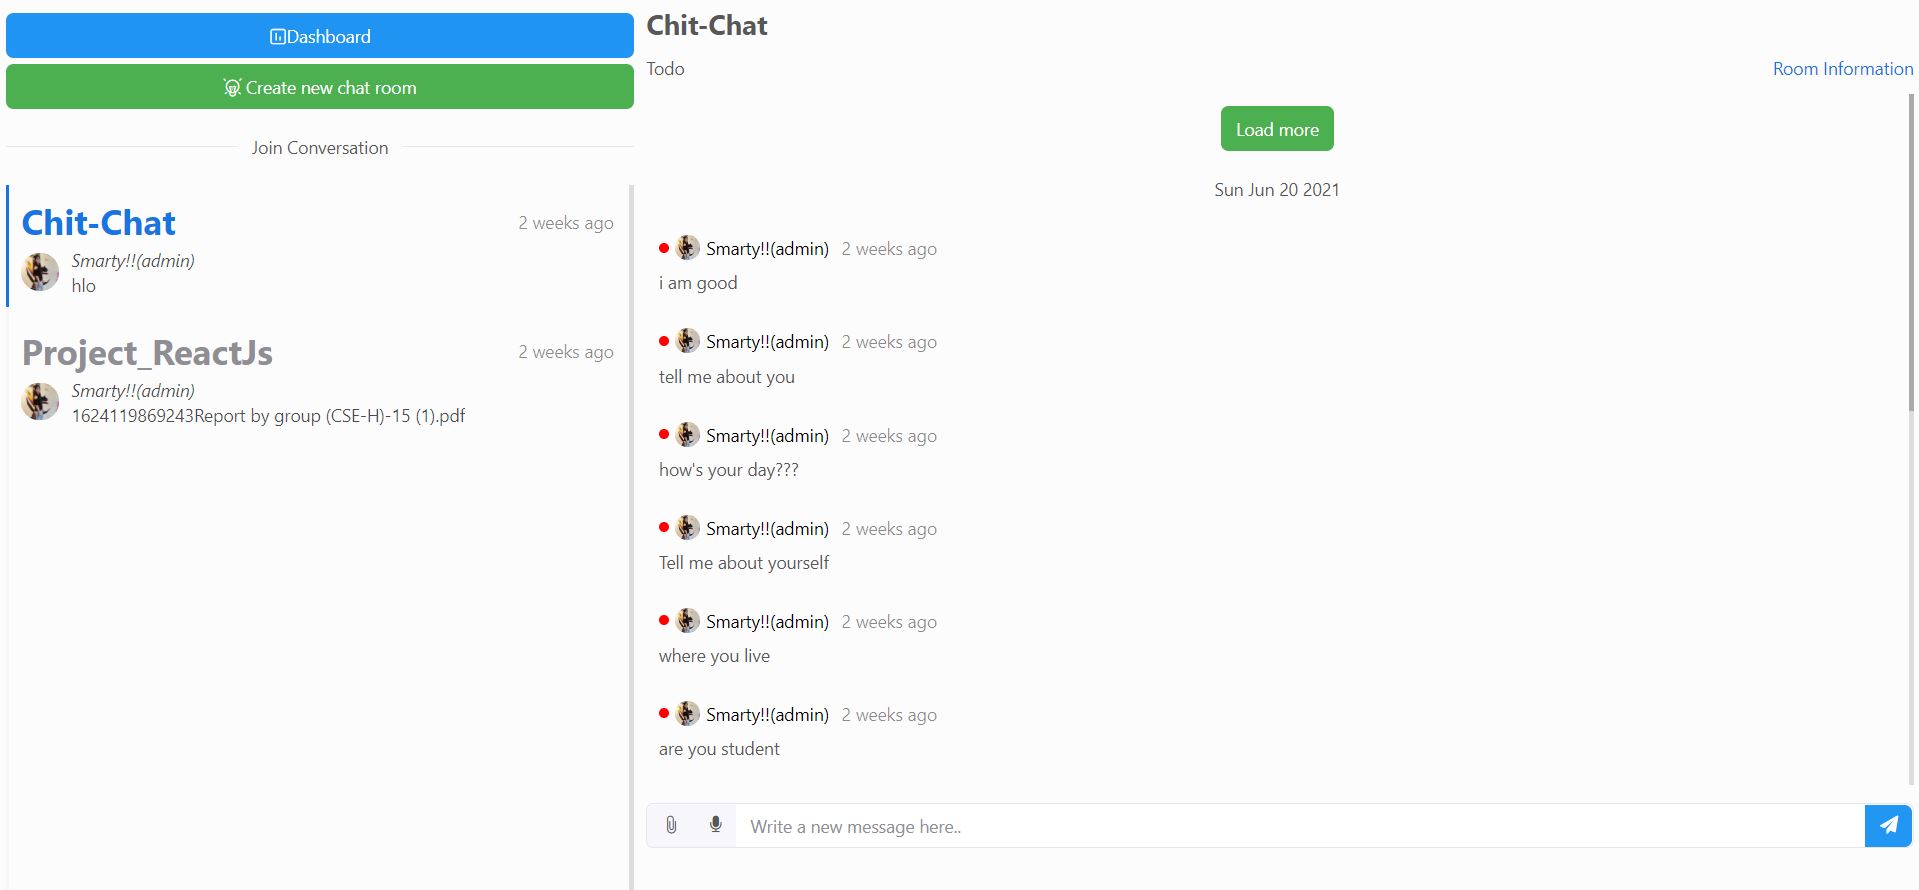 Dashboard
Create new chat room
Join Conversation
Chit-Chat
2 weeks ago
Smarty!!(admin)
hlo
Project_ReactJs
2 weeks ago
Smarty!!(admin)
1624119869243Report by group (CSE-H)-15 (1).pdf
Chit-Chat
Todo
Room Information
Load more
Sun Jun 20 2021
Smarty!!(admin) 2 weeks ago
i am good
Smarty!!(admin) 2 weeks ago
tell me about you
Smarty!!(admin) 2 weeks ago
how's your day???
Smarty!!(admin) 2 weeks ago
Tell me about yourself
Smarty!!(admin) 2 weeks ago
where you live
Smarty!!(admin) 2 weeks ago
are you student
Write a new message here..